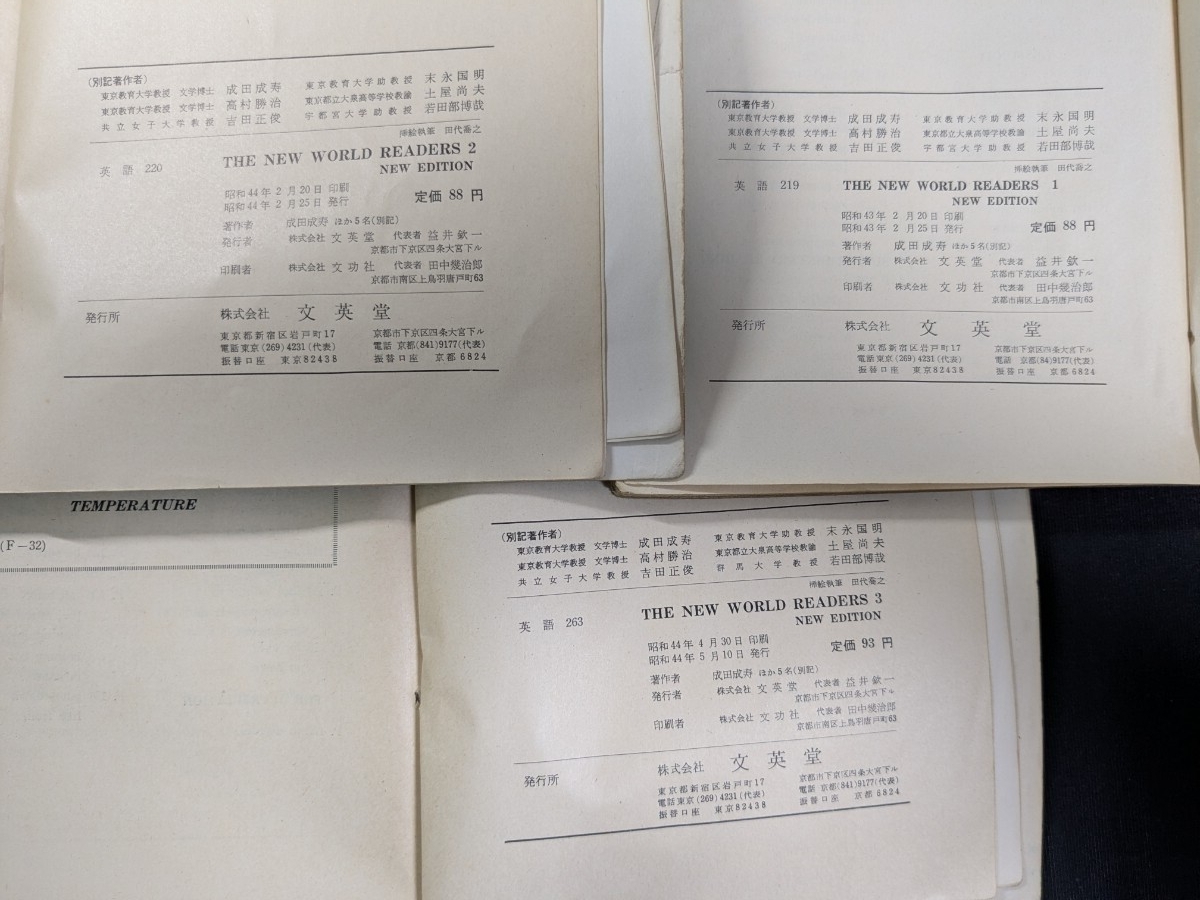 (別記著作者)
東京教育大学教授 文学博士 成田成寿 東京教育大学助教授 末永国明
東京教育大学教授 文学博士 高村勝治 東京都立大泉高等学校教諭 土屋尚夫
共立女子大学教授 吉田正俊 宇都宮大学助教授 若田部博哉
挿絵執筆 田代喬之
英語 220 THE NEW WORLD READERS 2
NEW EDITION
昭和44年2月20日 印刷
昭和44年2月25日 発行 定価 88 円
著作者 成田成寿 ほか5名(別記)
発行者 株式会社 文英堂 代表者 益井欽一
京都市下京区四条大宮下ル
印刷者 株式会社 文功社 代表者 田中幾治郎
京都市南区上鳥羽唐戸町63
発行所 株式会社 文英堂
東京都新宿区岩戸町17 京都市下京区四条大宮下ル
電話東京(269)4231(代表) 電話 京都(841)9177(代表)
振替口座 東京82438 振替口座 京都6824
(別記著作者)
東京教育大学教授 文学博士 成田成寿 東京教育大学助教授 末永国明
東京教育大学教授 文学博士 高村勝治 東京都立大泉高等学校教諭 土屋尚夫
共立女子大学教授 吉田正俊 宇都宮大学助教授 若田部博哉
挿絵執筆 田代喬之
英語 219 THE NEW WORLD READERS 1
NEW EDITION
昭和43年2月20日 印刷
昭和43年2月25日 発行 定価 88 円
著作者 成田成寿 ほか5名(別記)
発行者 株式会社 文英堂 代表者 益井欽一
京都市下京区四条大宮下ル
印刷者 株式会社 文功社 代表者 田中幾治郎
京都市南区上鳥羽唐戸町63
発行所 株式会社 文英堂
東京都新宿区岩戸町17 京都市下京区四条大宮下ル
電話東京(269)4231(代表) 電話 京都(84)9177(代表)
振替口座 東京82438 振替口座 京都6824
TEMPERATURE
(F－32)
(別記著作者)
東京教育大学教授 文学博士 成田成寿 東京教育大学助教授 末永国明
東京教育大学教授 文学博士 高村勝治 東京都立大泉高等学校教諭 土屋尚夫
共立女子大学教授 吉田正俊 群馬大学教授 若田部博哉
挿絵執筆 田代喬之
英語 263 THE NEW WORLD READERS 3
NEW EDITION
昭和44年4月30日 印刷
昭和44年5月10日 発行 定価 93 円
著作者 成田成寿 ほか5名(別記)
発行者 株式会社 文英堂 代表者 益井欽一
京都市下京区四条大宮下ル
印刷者 株式会社 文功社 代表者 田中幾治郎
京都市南区上鳥羽唐戸町63
発行所 株式会社 文英堂
東京都新宿区岩戸町17 京都市下京区四条大宮下ル
電話東京(269)4231(代表) 電話 京都(841)9177(代表)
振替口座 東京82438 振替口座 京都6824